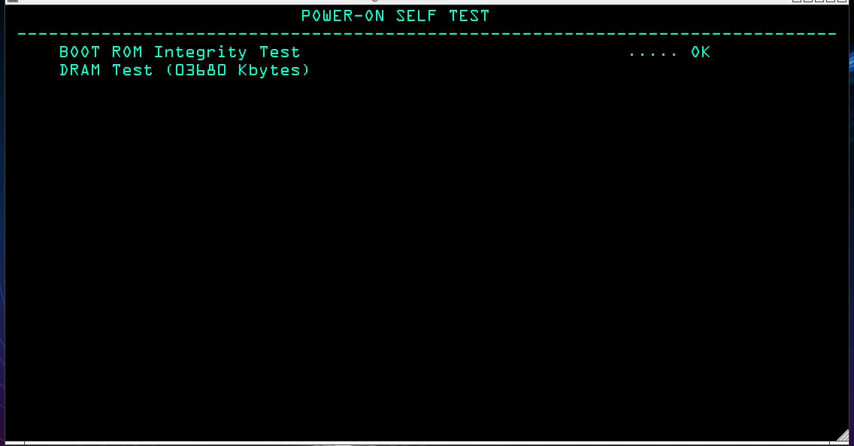 POWER-ON SELF TEST
--------------------------------------------------------------------------------
BOOT ROM Integrity Test ..... OK
DRAM Test (03680 Kbytes)